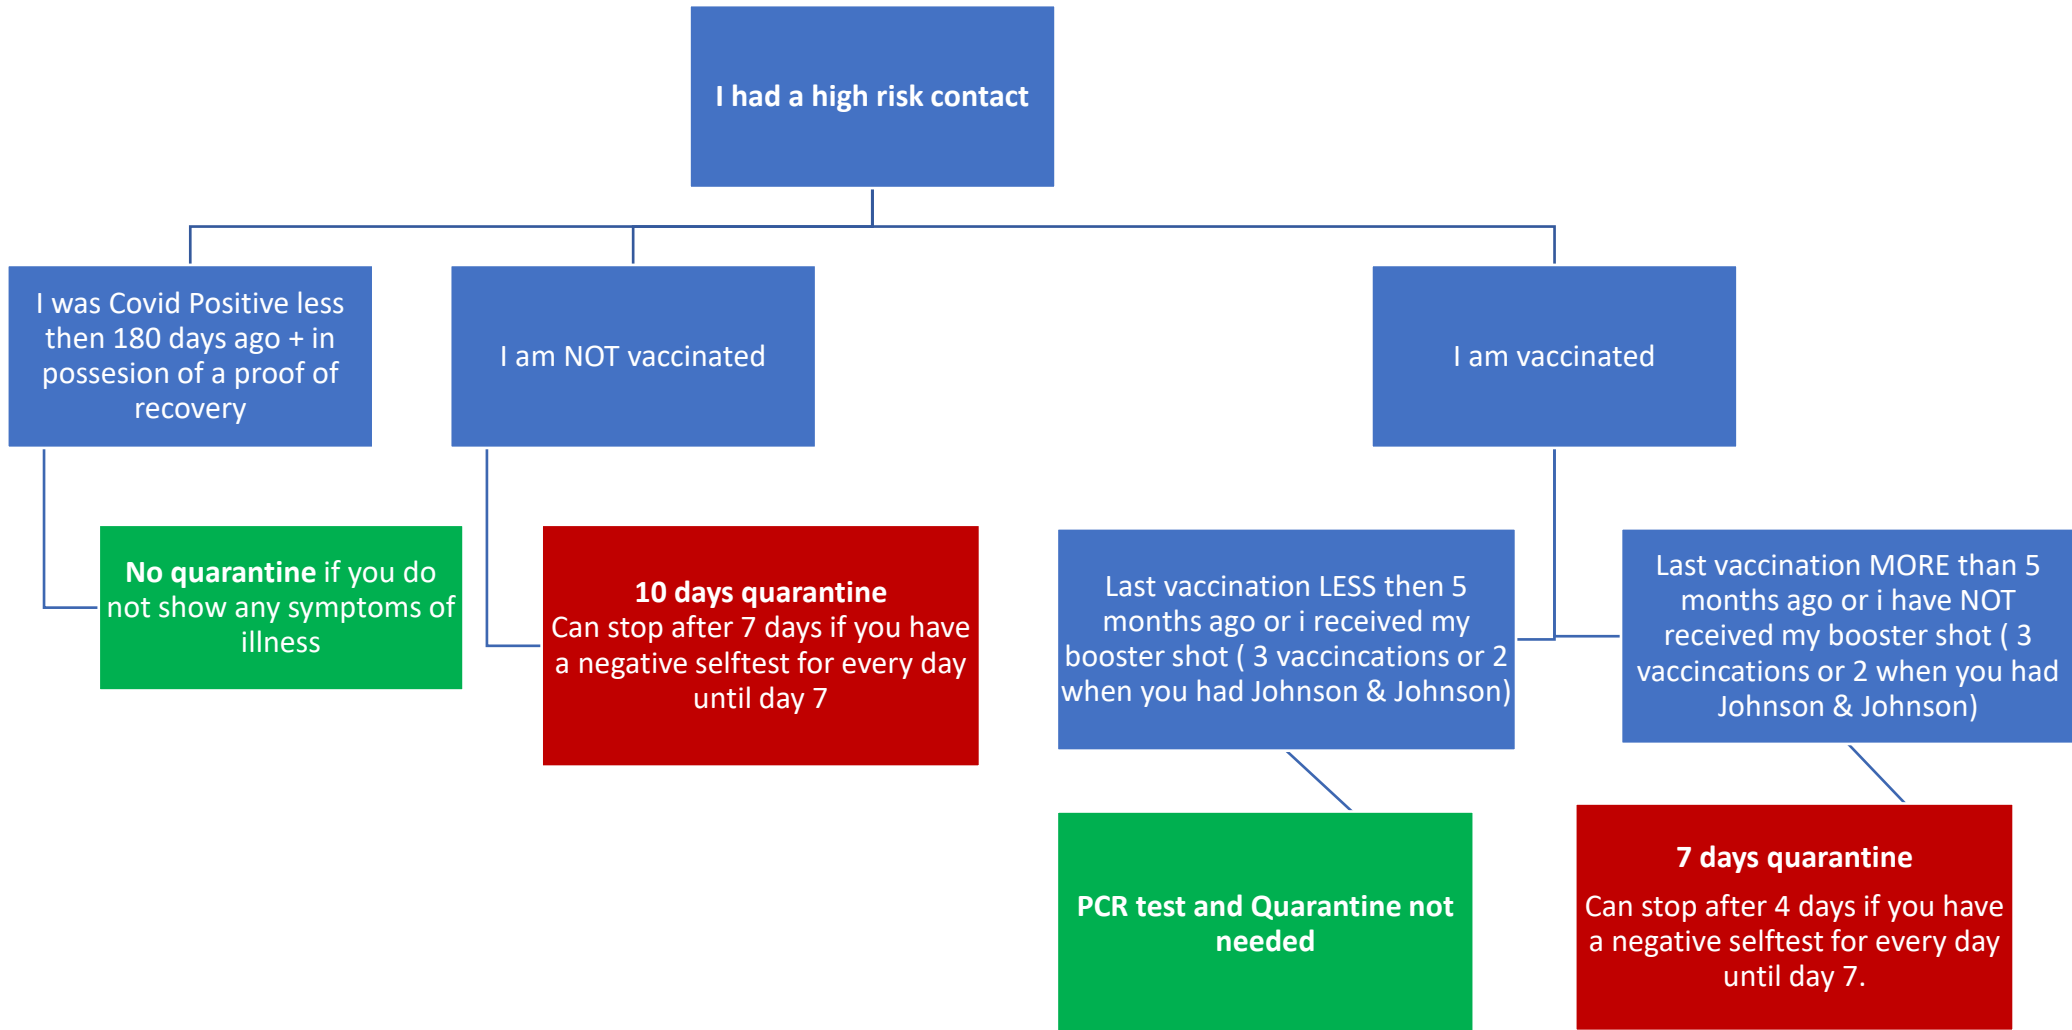 I had a high risk contact
I was Covid Positive less
then 180 days ago + in
possesion of a proof of
recovery
I am NOT vaccinated
I am vaccinated
No quarantine if you do
not show any symptoms of
illness
10 days quarantine
Can stop after 7 days if you have
a negative selftest for every day
until day 7
Last vaccination LESS then 5
months ago or i received my
booster shot ( 3 vaccincations or 2
when you had Johnson & Johnson)
Last vaccination MORE than 5
months ago or i have NOT
received my booster shot ( 3
vaccincations or 2 when you had
Johnson & Johnson)
PCR test and Quarantine not
needed
7 days quarantine
Can stop after 4 days if you have
a negative selftest for every day
until day 7.